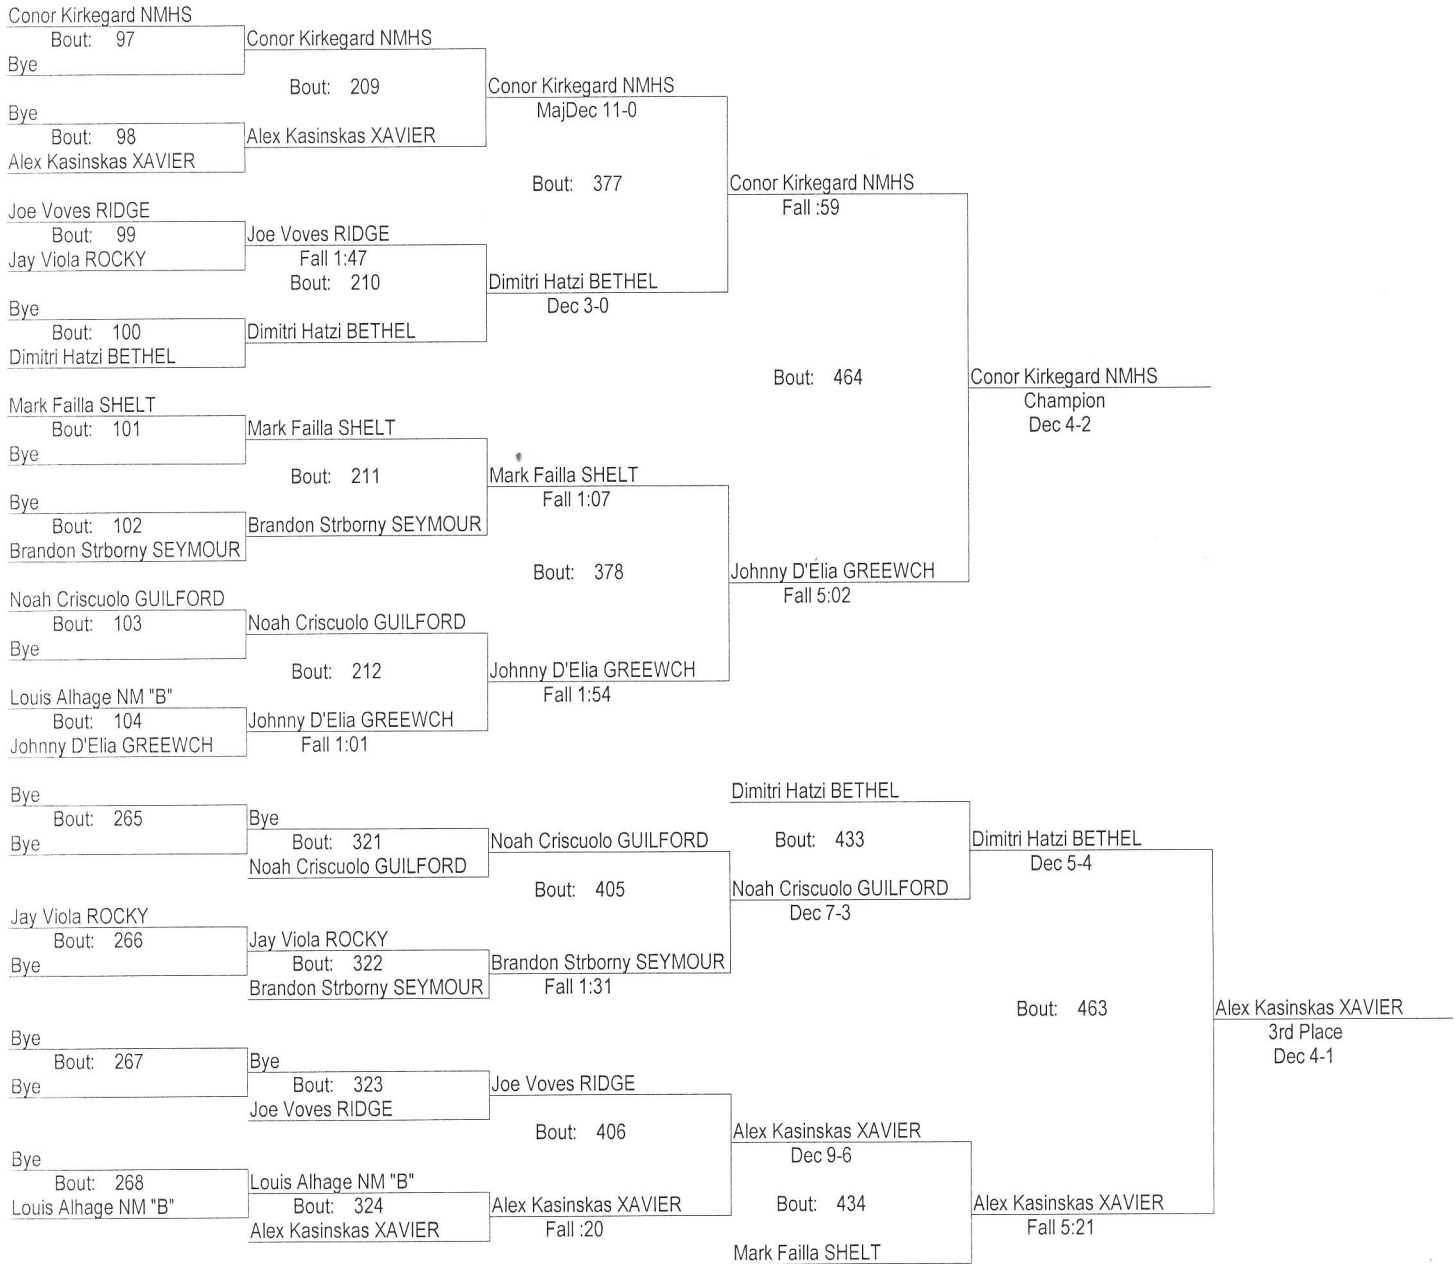 Conor Kirkegard NMHS
Bout: 97
Bye
Conor Kirkegard NMHS
Bout: 209
Bye
Bout: 98
Alex Kasinskas XAVIER
Alex Kasinskas XAVIER
Conor Kirkegard NMHS
MajDec 11-0
Bout: 377
Joe Voves RIDGE
Bout: 99
Jay Viola ROCKY
Joe Voves RIDGE
Fall 1:47
Bout: 210
Bye
Bout: 100
Dimitri Hatzi BETHEL
Dimitri Hatzi BETHEL
Dimitri Hatzi BETHEL
Dec 3-0
Conor Kirkegard NMHS
Fall :59
Bout: 464
Mark Failla SHELT
Bout: 101
Bye
Mark Failla SHELT
Bout: 211
Bye
Bout: 102
Brandon Strborny SEYMOUR
Brandon Strborny SEYMOUR
Mark Failla SHELT
Fall 1:07
Bout: 378
Noah Criscuolo GUILFORD
Bout: 103
Bye
Noah Criscuolo GUILFORD
Bout: 212
Louis Alhage NM "B"
Bout: 104
Johnny D'Elia GREEWCH
Johnny D'Elia GREEWCH
Fall 1:01
Johnny D'Elia GREEWCH
Fall 1:54
Johnny D'Elia GREEWCH
Fall 5:02
Conor Kirkegard NMHS
Champion
Dec 4-2
Bye
Bout: 265
Bye
Bye
Bout: 321
Noah Criscuolo GUILFORD
Noah Criscuolo GUILFORD
Bout: 405
Jay Viola ROCKY
Bout: 266
Bye
Jay Viola ROCKY
Bout: 322
Brandon Strborny SEYMOUR
Brandon Strborny SEYMOUR
Fall 1:31
Dimitri Hatzi BETHEL
Bout: 433
Noah Criscuolo GUILFORD
Dec 7-3
Dimitri Hatzi BETHEL
Dec 5-4
Bout: 463
Bye
Bout: 267
Bye
Bye
Bout: 323
Joe Voves RIDGE
Joe Voves RIDGE
Bout: 406
Bye
Bout: 268
Louis Alhage NM "B"
Louis Alhage NM "B"
Bout: 324
Alex Kasinskas XAVIER
Alex Kasinskas XAVIER
Fall :20
Alex Kasinskas XAVIER
Dec 9-6
Bout: 434
Mark Failla SHELT
Alex Kasinskas XAVIER
Fall 5:21
Alex Kasinskas XAVIER
3rd Place
Dec 4-1